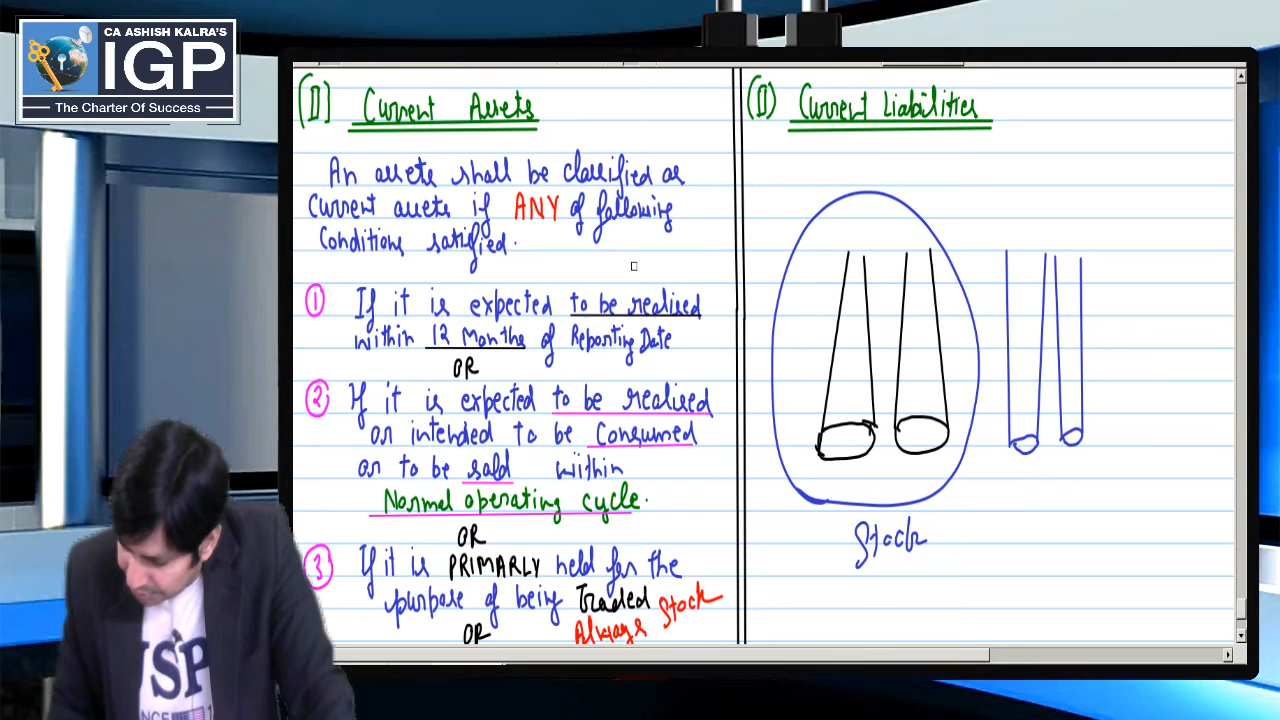 CA ASHISH KALRA'S
IGP
The Charter Of Success
(II) Current Assets
An assets shall be classified as
Current assets if ANY of following
Conditions satisfied.
① If it is expected to be realised
within 12 Months of Reporting Date
OR
② If it is expected to be realised
or intended to be Consumed
or to be sold within
Normal operating cycle.
OR
③ If it is PRIMARLY held for the
purpose of being Traded Stock
OR Always
(II) Current Liabilities
Stock
USP